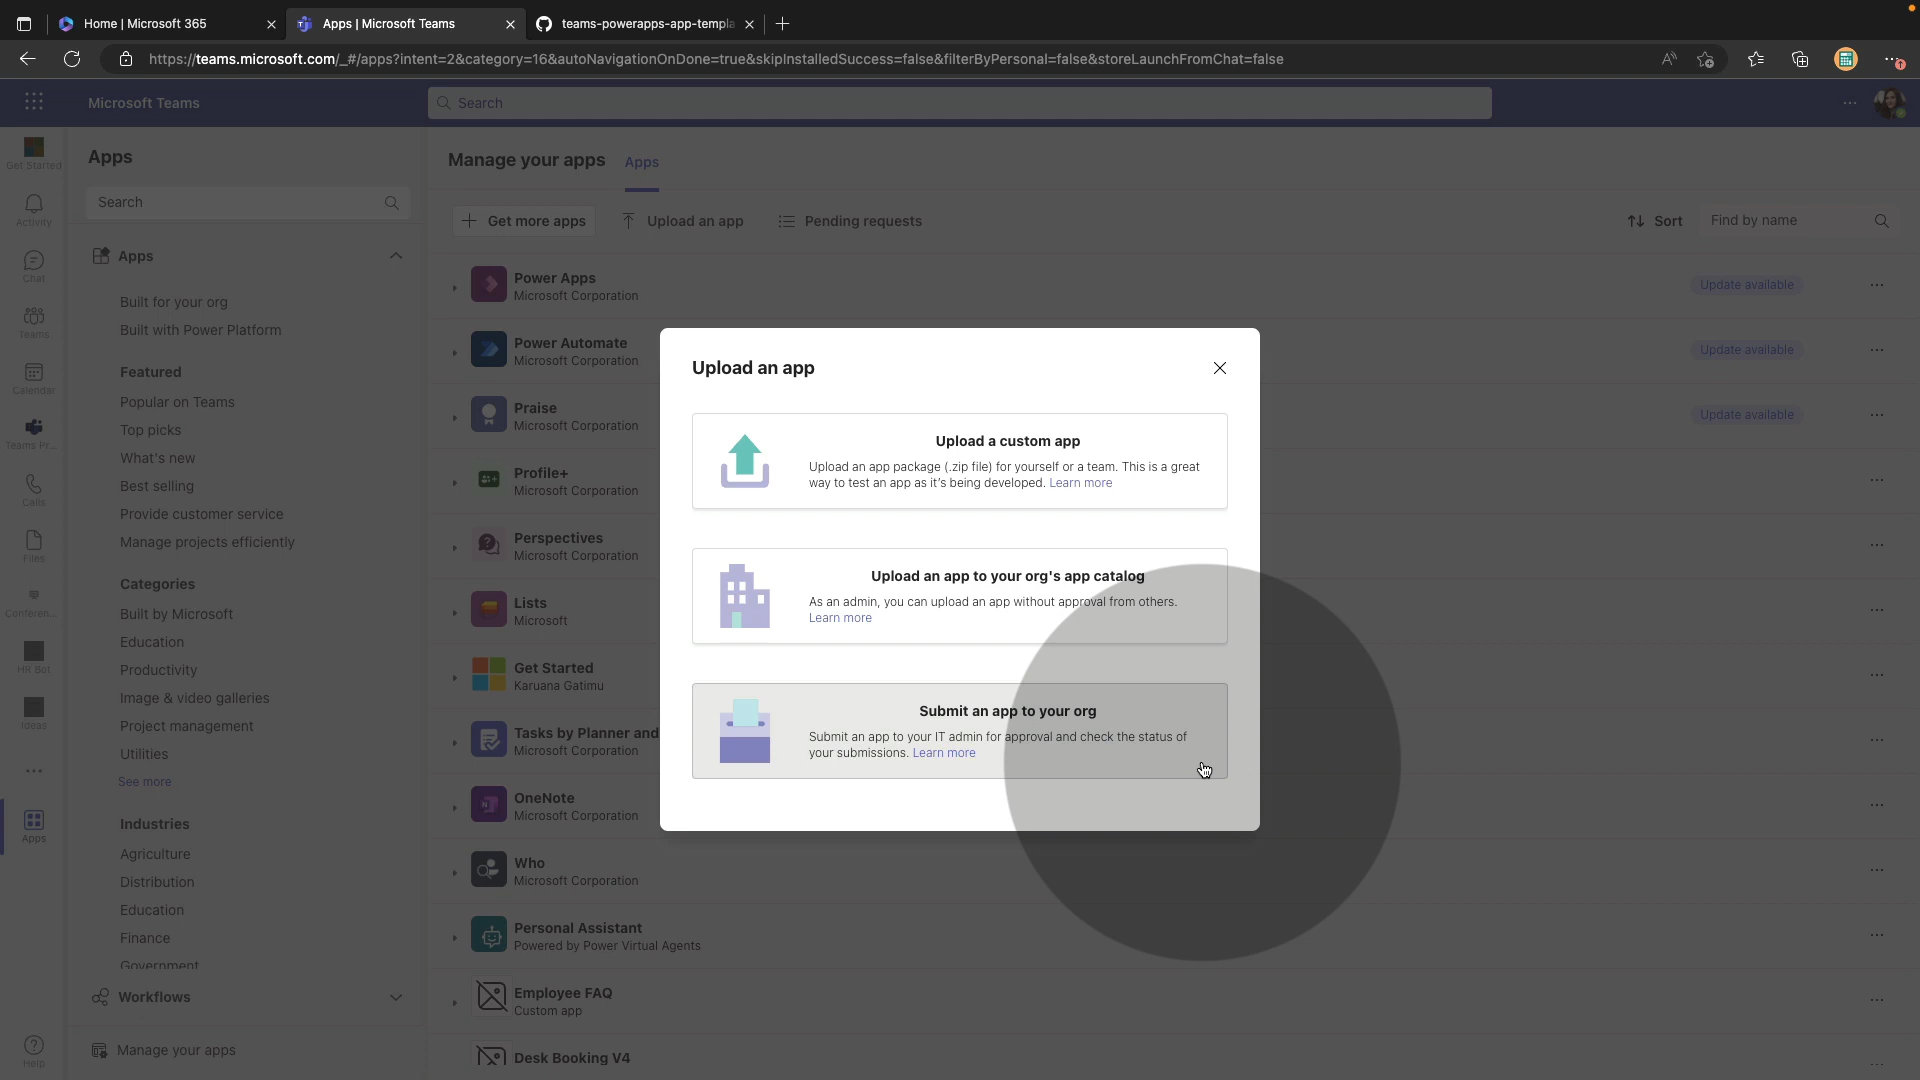 Home | Microsoft 365
Apps | Microsoft Teams
teams-powerapps-app-templa
https://teams.microsoft.com/_#/apps?intent=2&category=16&autoNavigationOnDone=true&skipInstalledSuccess=false&filterByPersonal=false&storeLaunchFromChat=false
Microsoft Teams
Search
Get Started
Activity
Chat
Teams
Calendar
Teams Pr...
Calls
Files
Conferen...
HR Bot
Ideas
Apps
Help
Apps
Search
Apps
Built for your org
Built with Power Platform
Featured
Popular on Teams
Top picks
What's new
Best selling
Provide customer service
Manage projects efficiently
Categories
Built by Microsoft
Education
Productivity
Image & video galleries
Project management
Utilities
See more
Industries
Agriculture
Distribution
Education
Finance
Government
Workflows
Manage your apps
Manage your apps
Apps
Get more apps
Upload an app
Pending requests
Sort
Find by name
Power Apps
Microsoft Corporation
Update available
Power Automate
Microsoft Corporation
Update available
Praise
Microsoft Corporation
Update available
Profile+
Microsoft Corporation
Perspectives
Microsoft Corporation
Lists
Microsoft
Get Started
Karuana Gatimu
Tasks by Planner and
Microsoft Corporation
OneNote
Microsoft Corporation
Who
Microsoft Corporation
Personal Assistant
Powered by Power Virtual Agents
Employee FAQ
Custom app
Desk Booking V4
Upload an app
Upload a custom app
Upload an app package (.zip file) for yourself or a team. This is a great
way to test an app as it's being developed. Learn more
Upload an app to your org's app catalog
As an admin, you can upload an app without approval from others.
Learn more
Submit an app to your org
Submit an app to your IT admin for approval and check the status of
your submissions. Learn more